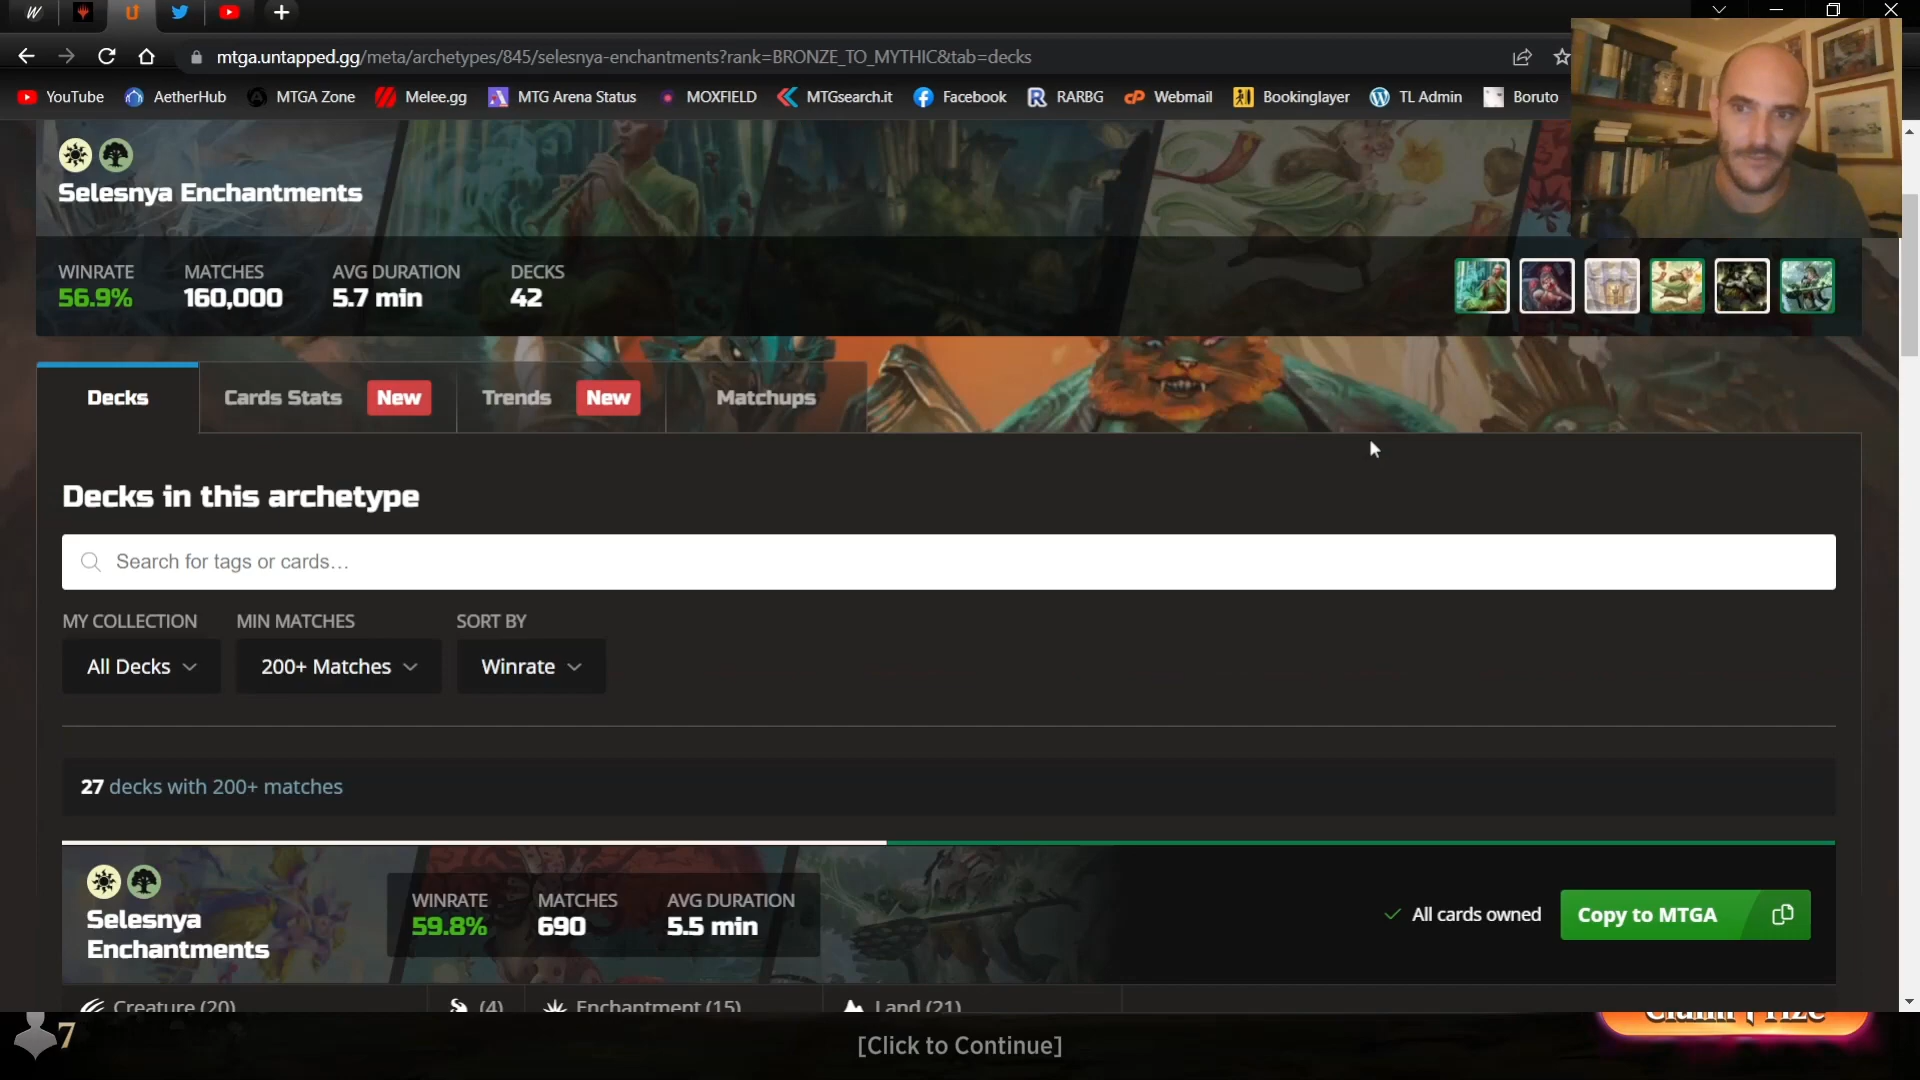 mtga.untapped.gg/meta/archetypes/845/selesnya-enchantments?rank=BRONZE_TO_MYTHIC&tab=decks
YouTube AetherHub MTGA Zone Melee.gg MTG Arena Status MOXFIELD MTGsearch.it Facebook RARBG Webmail Bookinglayer TL Admin Boruto
Selesnya Enchantments
WINRATE MATCHES AVG DURATION DECKS
56.9% 160,000 5.7 min 42
Decks Cards Stats New Trends New Matchups
Decks in this archetype
Search for tags or cards...
MY COLLECTION MIN MATCHES SORT BY
All Decks 200+ Matches Winrate
27 decks with 200+ matches
Selesnya
Enchantments
WINRATE MATCHES AVG DURATION
59.8% 690 5.5 min
All cards owned Copy to MTGA
Creature (20) (4) Enchantment (15) Land (21)
7
[Click to Continue]